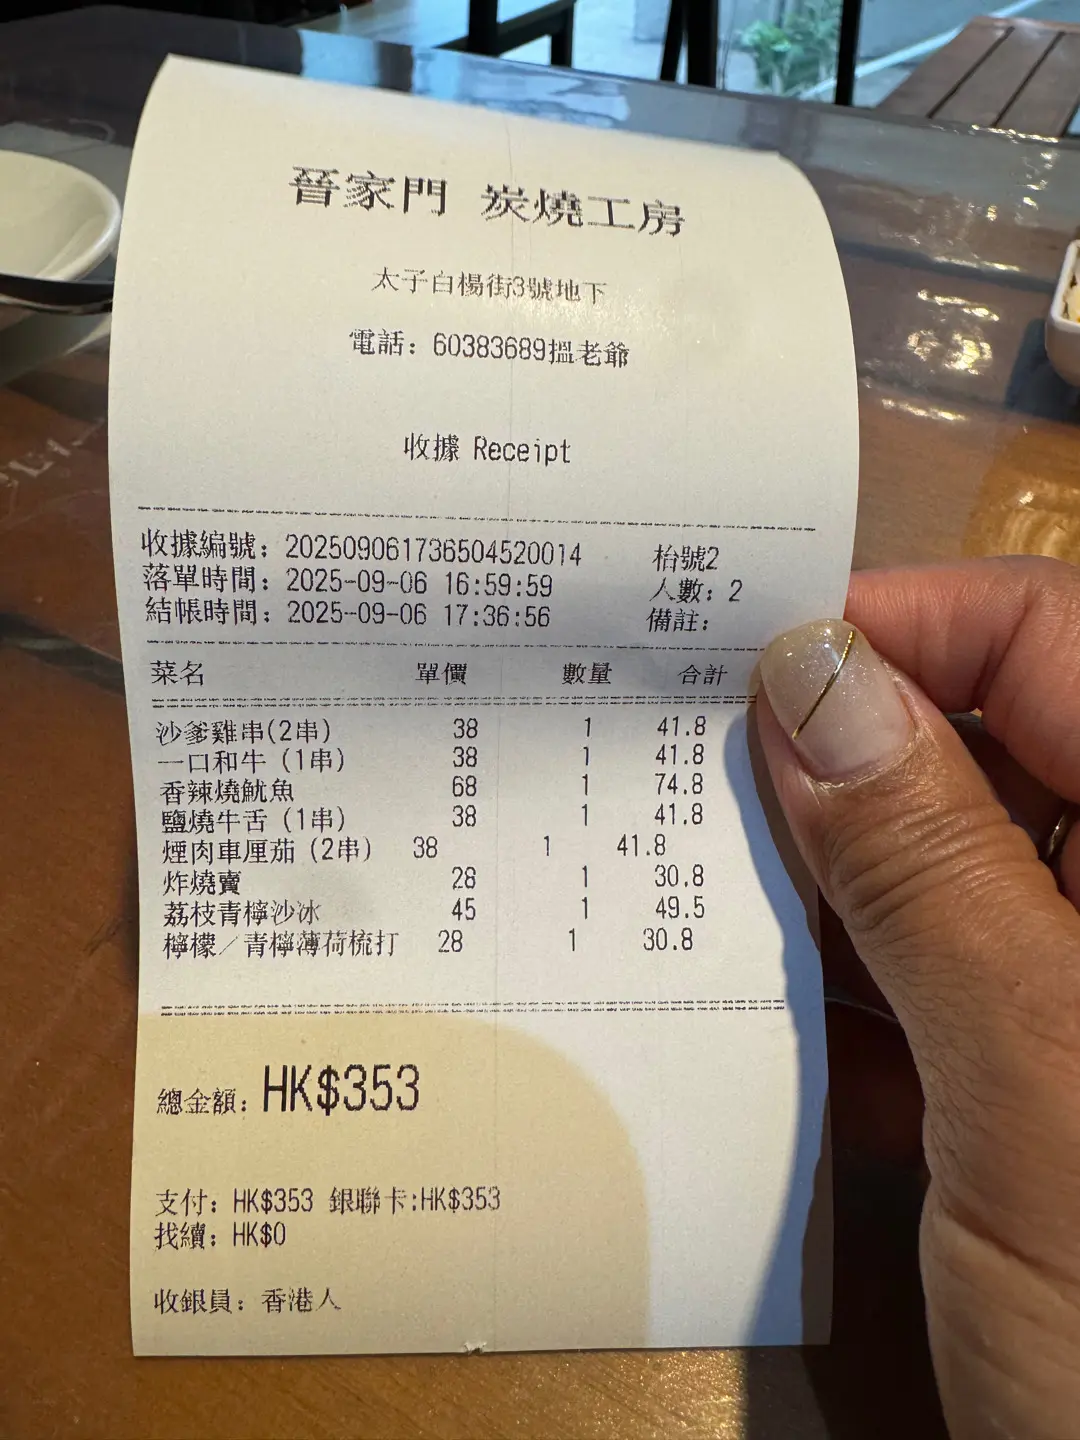 晉家門 炭燒工房
太子白楊街3號地下
電話：60383689搵老爺
收據 Receipt
收據編號：202509061736504520014 枱號2
落單時間：2025-09-06 16:59:59 人數：2
結帳時間：2025-09-06 17:36:56 備註：
菜名 單價 數量 合計
沙爹雞串(2串) 38 1 41.8
一口和牛（1串） 38 1 41.8
香辣燒魷魚 68 1 74.8
鹽燒牛舌（1串） 38 1 41.8
煙肉車厘茄（2串） 38 1 41.8
炸燒賣 28 1 30.8
荔枝青檸沙冰 45 1 49.5
檸檬／青檸薄荷梳打 28 1 30.8
總金額：HK$353
支付：HK$353 銀聯卡:HK$353
找續：HK$0
收銀員：香港人